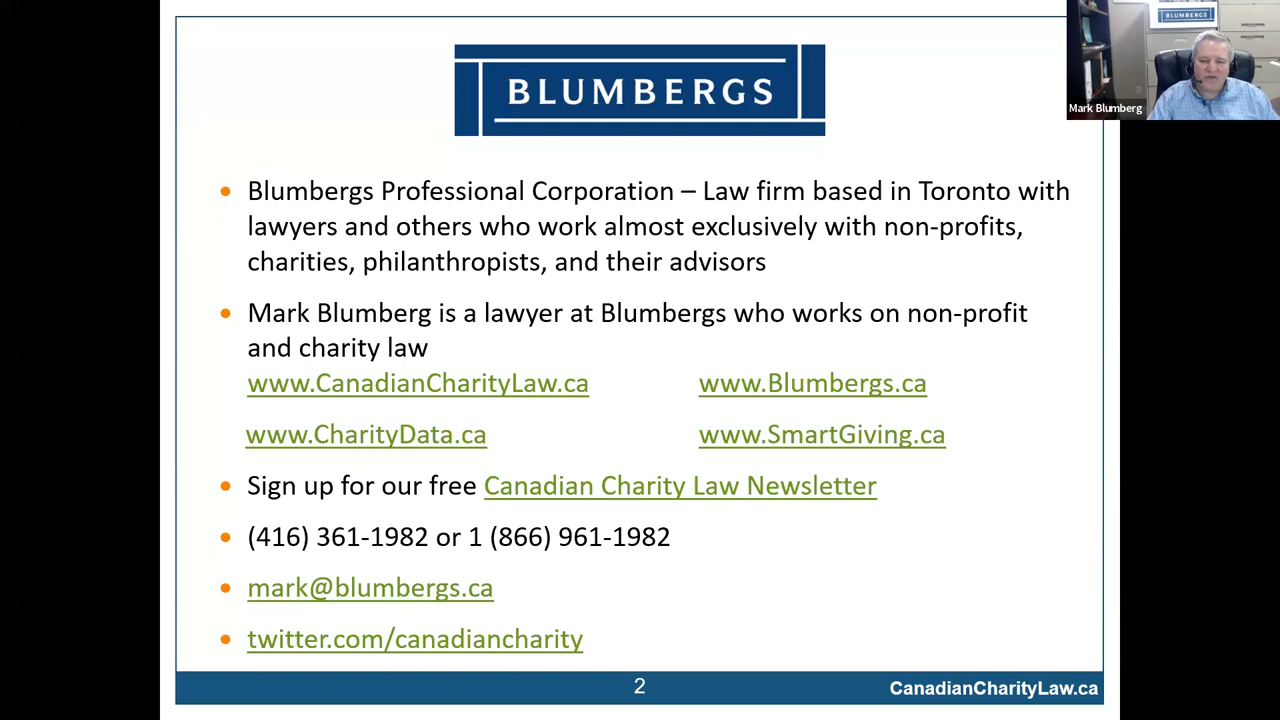 BLUMBERGS
BLUMBERGS
Mark Blumberg
• Blumbergs Professional Corporation – Law firm based in Toronto with
lawyers and others who work almost exclusively with non-profits,
charities, philanthropists, and their advisors
• Mark Blumberg is a lawyer at Blumbergs who works on non-profit
and charity law
www.CanadianCharityLaw.ca www.Blumbergs.ca
www.CharityData.ca www.SmartGiving.ca
• Sign up for our free Canadian Charity Law Newsletter
• (416) 361-1982 or 1 (866) 961-1982
• mark@blumbergs.ca
• twitter.com/canadiancharity
2 CanadianCharityLaw.ca